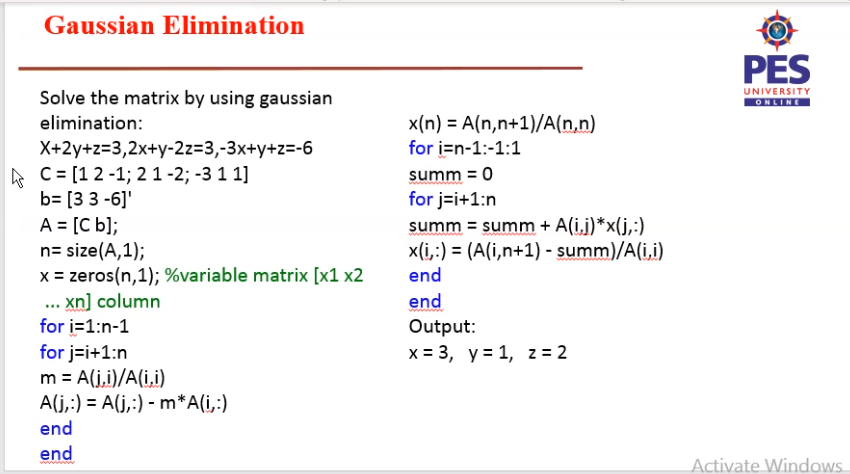 Gaussian Elimination
PES
UNIVERSITY
ONLINE
Solve the matrix by using gaussian
elimination:
X+2y+z=3,2x+y-2z=3,-3x+y+z=-6
C = [1 2 -1; 2 1 -2; -3 1 1]
b= [3 3 -6]'
A = [C b];
n= size(A,1);
x = zeros(n,1); %variable matrix [x1 x2
... xn] column
for i=1:n-1
for j=i+1:n
m = A(j,i)/A(i,i)
A(j,:) = A(j,:) - m*A(i,:)
end
end
x(n) = A(n,n+1)/A(n,n)
for i=n-1:-1:1
summ = 0
for j=i+1:n
summ = summ + A(i,j)*x(j,:)
x(i,:) = (A(i,n+1) - summ)/A(i,i)
end
end
Output:
x = 3, y = 1, z = 2
Activate Windows